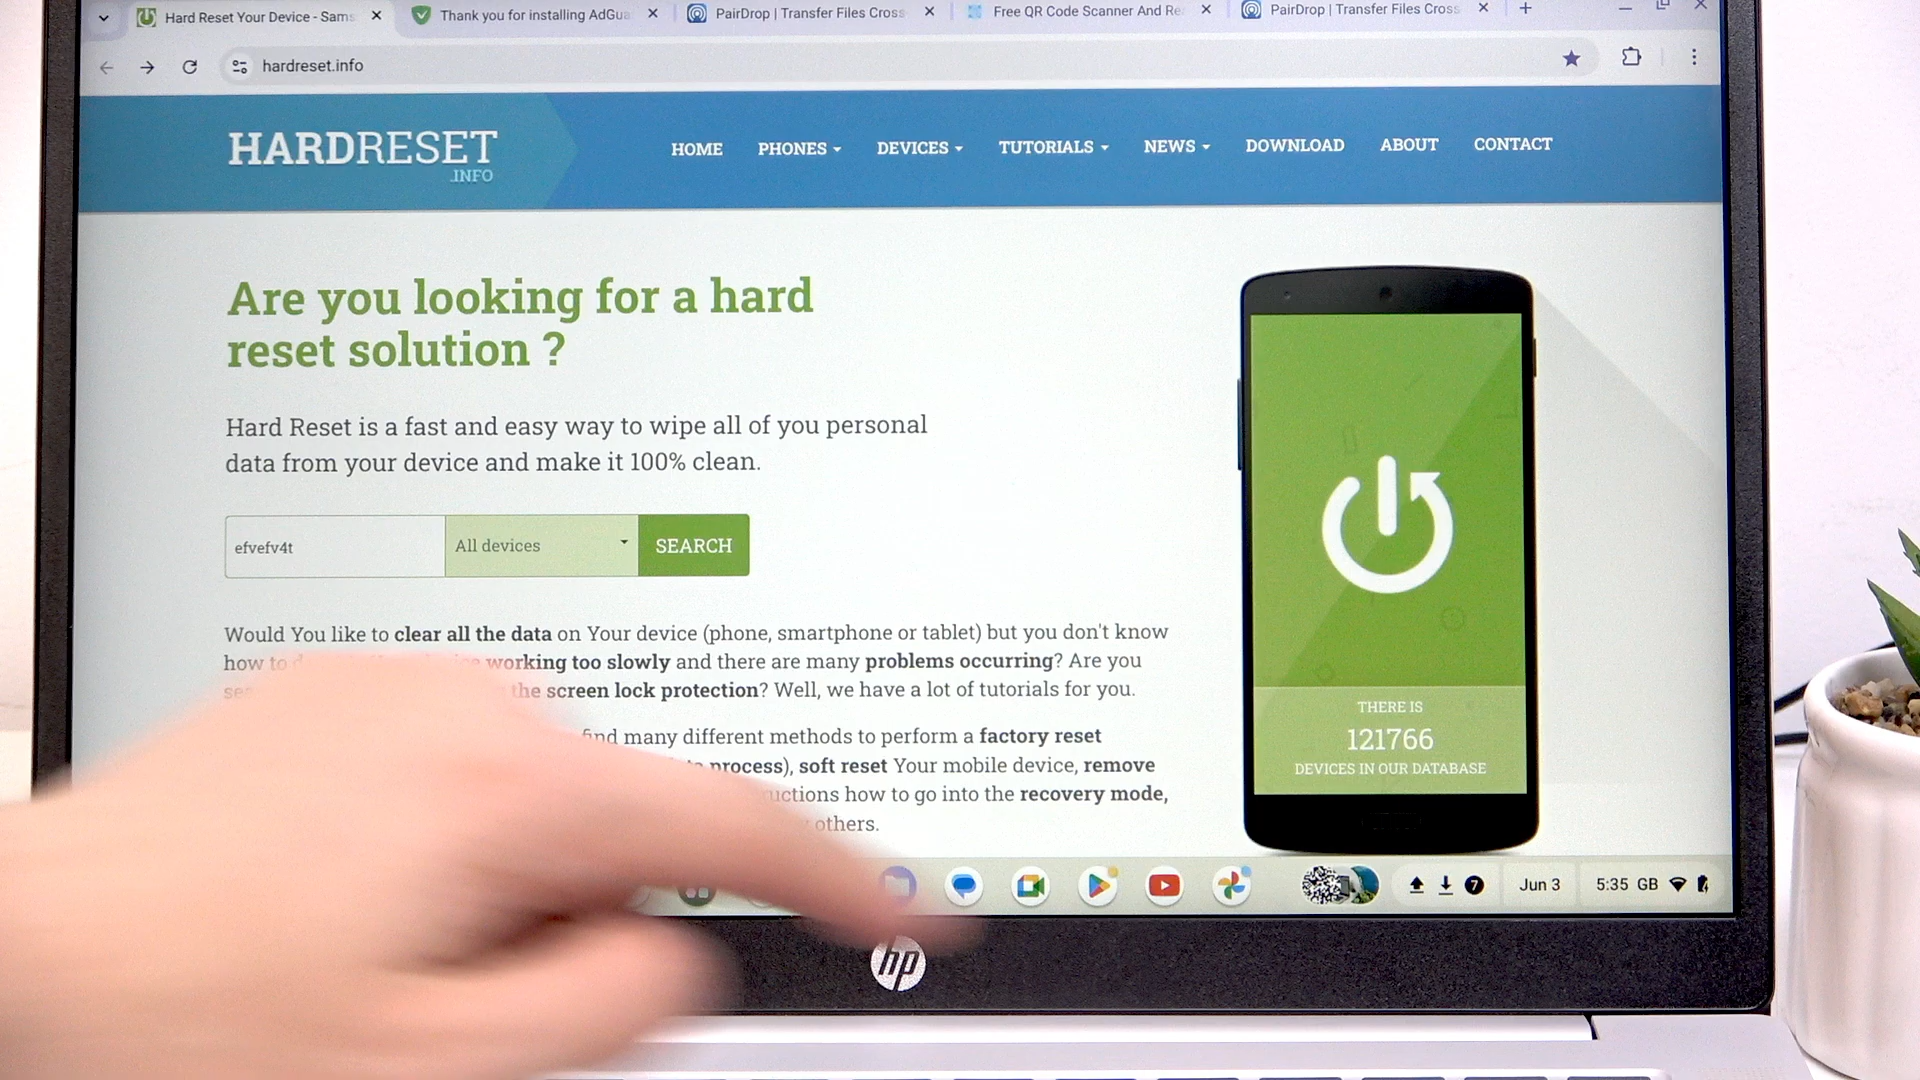 Hard Reset Your Device - Sams
Thank you for installing AdGua
PairDrop | Transfer Files Cross
Free QR Code Scanner And Re
PairDrop | Transfer Files Cross
hardreset.info
HARDRESET
.INFO
HOME
PHONES
DEVICES
TUTORIALS
NEWS
DOWNLOAD
ABOUT
CONTACT
Are you looking for a hard
reset solution ?
Hard Reset is a fast and easy way to wipe all of you personal
data from your device and make it 100% clean.
efvefv4t
All devices
SEARCH
Would You like to clear all the data on Your device (phone, smartphone or tablet) but you don't know
how to working too slowly and there are many problems occurring? Are you
the screen lock protection? Well, we have a lot of tutorials for you.
find many different methods to perform a factory reset
process), soft reset Your mobile device, remove
how to go into the recovery mode,
others.
THERE IS
121766
DEVICES IN OUR DATABASE
7
Jun 3
5:35 GB
hp